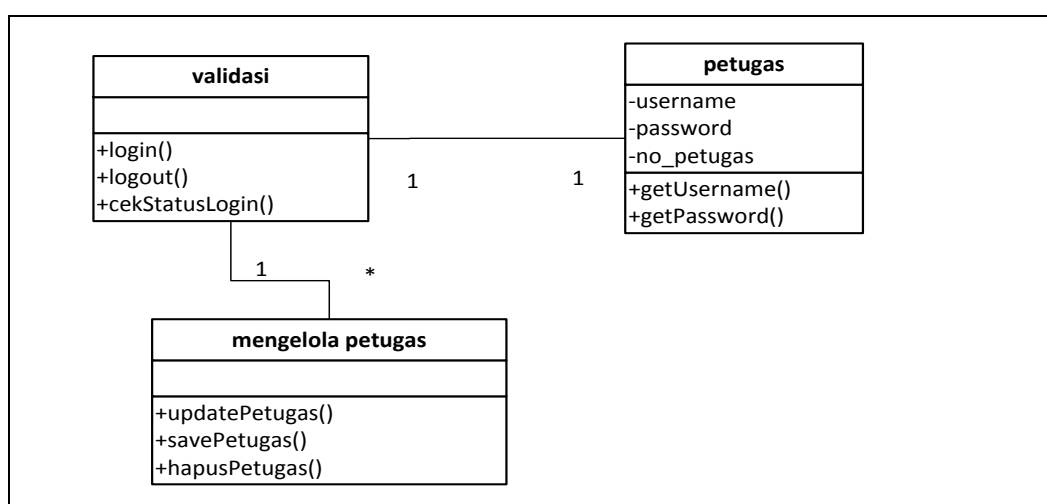 validasi
+login()
+logout()
+cekStatusLogin()
petugas
-username
-password
-no_petugas
+getUsername()
+getPassword()
1
1
1
*
mengelola petugas
+updatePetugas()
+savePetugas()
+hapusPetugas()